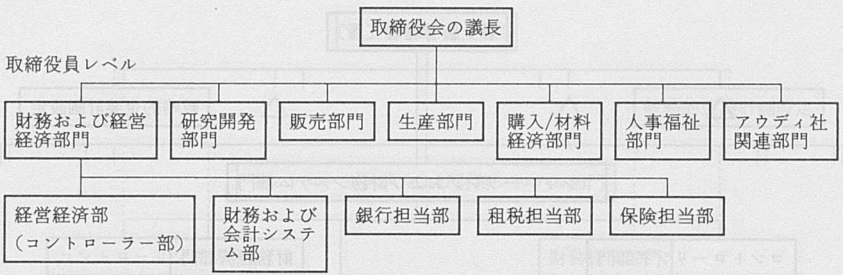 取締役会の議長
取締役員レベル
財務および経営
経済部門
研究開発
部門
販売部門
生産部門
購入/材料
経済部門
人事福祉
部門
アウディ社
関連部門
経営経済部
(コントローラー部)
財務および
会計システム
部
銀行担当部
租税担当部
保険担当部